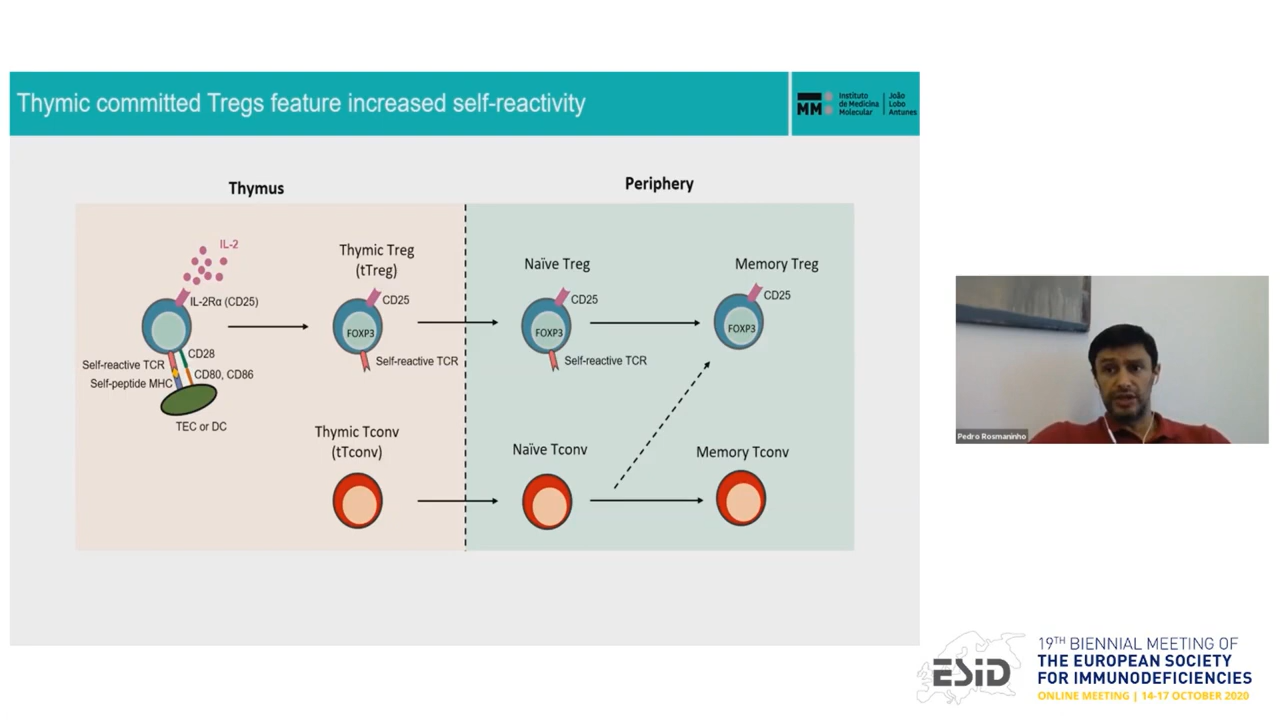 Thymic committed Tregs feature increased self-reactivity
MM
Instituto
de Medicina
Molecular
João
Lobo
Antunes
Thymus
Periphery
IL-2
IL-2Rα (CD25)
Self-reactive TCR
CD28
Self-peptide MHC
CD80, CD86
TEC or DC
Thymic Treg
(tTreg)
CD25
FOXP3
Self-reactive TCR
Naïve Treg
CD25
FOXP3
Self-reactive TCR
Memory Treg
CD25
FOXP3
Thymic Tconv
(tTconv)
Naïve Tconv
Memory Tconv
Pedro Rosmaninho
ESiD
19TH BIENNIAL MEETING OF
THE EUROPEAN SOCIETY
FOR IMMUNODEFICIENCIES
ONLINE MEETING | 14-17 OCTOBER 2020